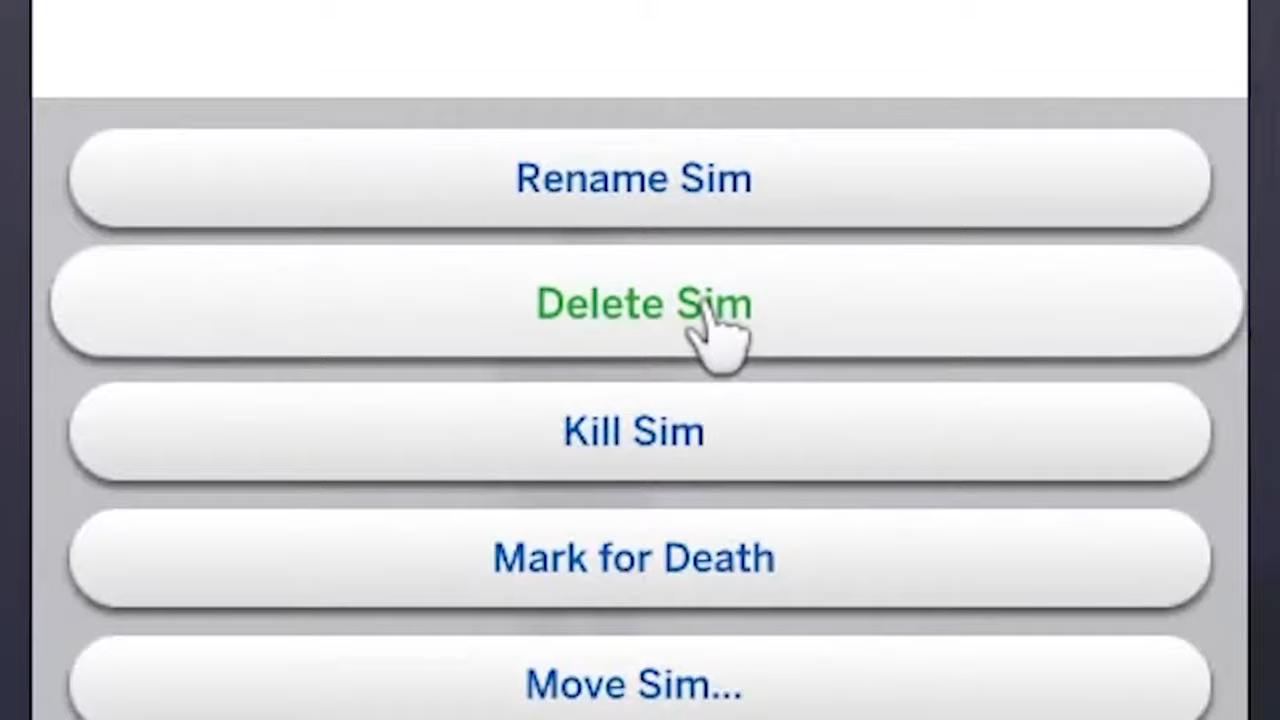 Rename Sim
Delete Sim
Kill Sim
Mark for Death
Move Sim...